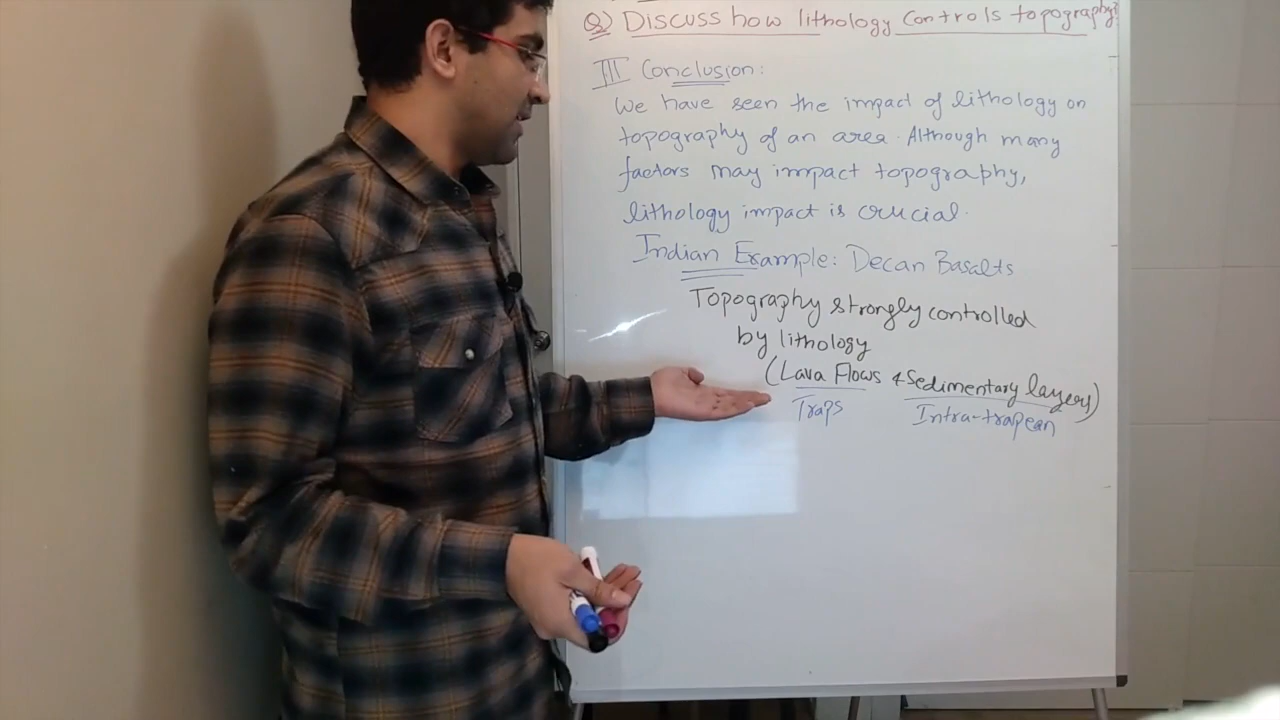 Q) Discuss how lithology controls topography?
III Conclusion:
We have seen the impact of lithology on
topography of an area. Although many
factors may impact topography,
lithology impact is crucial.
Indian Example: Decan Basalts
Topography strongly controlled
by lithology
(Lava Flows & Sedimentary layers)
Traps Intra-trapean